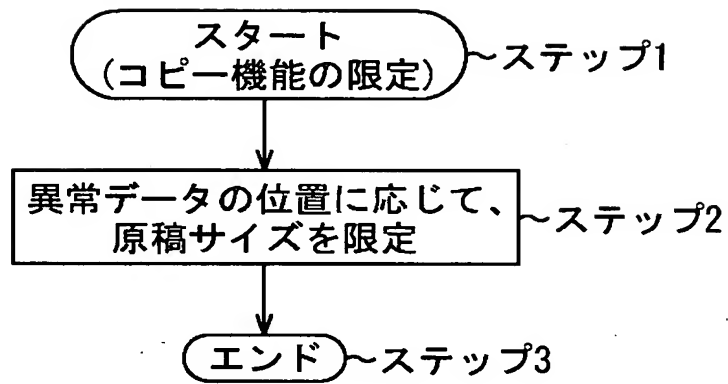 スタート
(コピー機能の限定)
～ステップ1
異常データの位置に応じて、
原稿サイズを限定
～ステップ2
エンド
～ステップ3